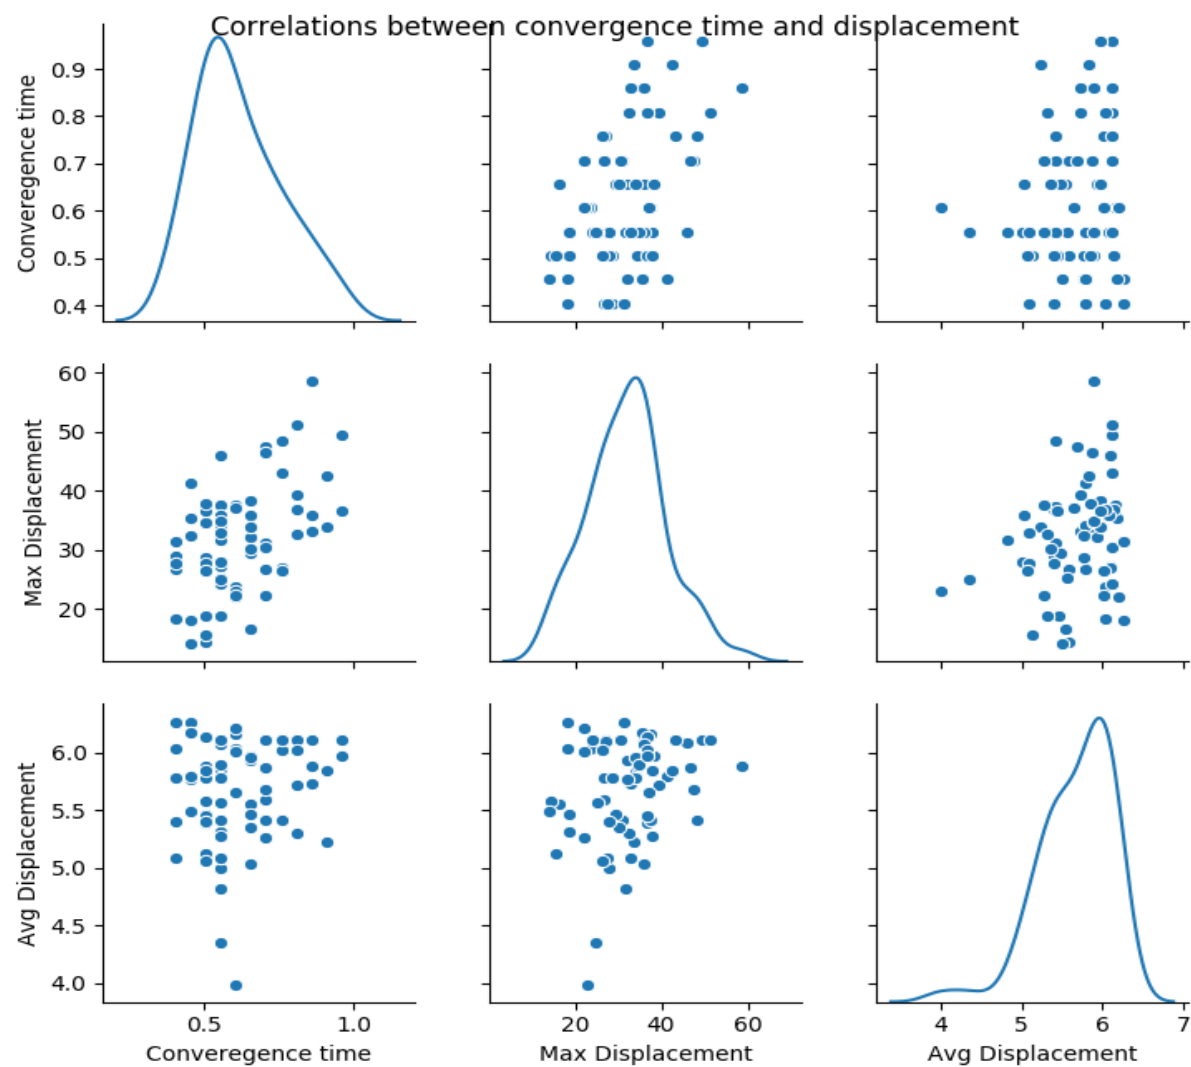 Correlations between convergence time and displacement
Converegence time
0.9
0.8
0.7
0.6
0.5
0.4
Max Displacement
60
50
40
30
20
Avg Displacement
6.0
5.5
5.0
4.5
4.0
0.5 1.0
Converegence time
20 40 60
Max Displacement
4 5 6 7
Avg Displacement